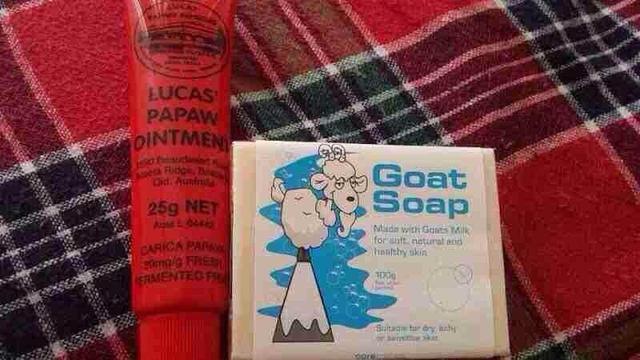 LUCAS'
PAPAW
OINTMENT
Qld. Australia
25g NET
CARICA PAPAYA
FRESH
FERMENTED FRUIT
Goat
Soap
Made with Goats Milk
for soft, natural and
healthy skin
100g
Suitable for dry, itchy
or sensitive skin